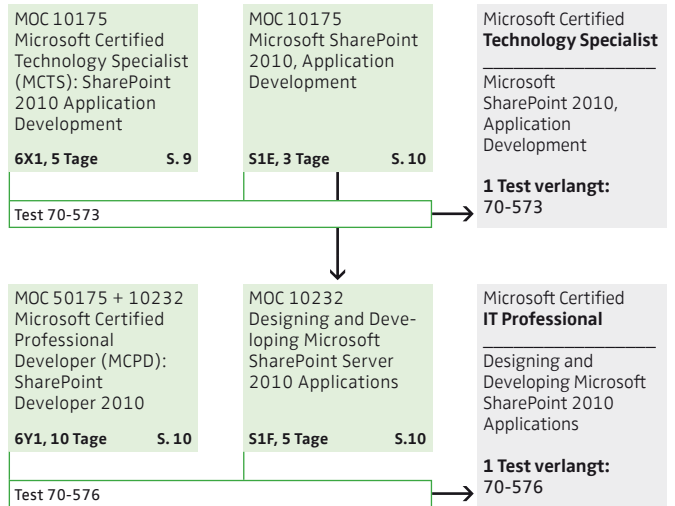 MOC 10175
Microsoft Certified
Technology Specialist
(MCTS): SharePoint
2010 Application
Development
6X1, 5 Tage S. 9
MOC 10175
Microsoft SharePoint
2010, Application
Development
S1E, 3 Tage S. 10
Microsoft Certified
Technology Specialist
Microsoft
SharePoint 2010,
Application
Development
1 Test verlangt:
70-573
Test 70-573
MOC 50175 + 10232
Microsoft Certified
Professional
Developer (MCPD):
SharePoint
Developer 2010
6Y1, 10 Tage S. 10
MOC 10232
Designing and Deve-
loping Microsoft
SharePoint Server
2010 Applications
S1F, 5 Tage S.10
Microsoft Certified
IT Professional
Designing and
Developing Microsoft
SharePoint 2010
Applications
1 Test verlangt:
70-576
Test 70-576